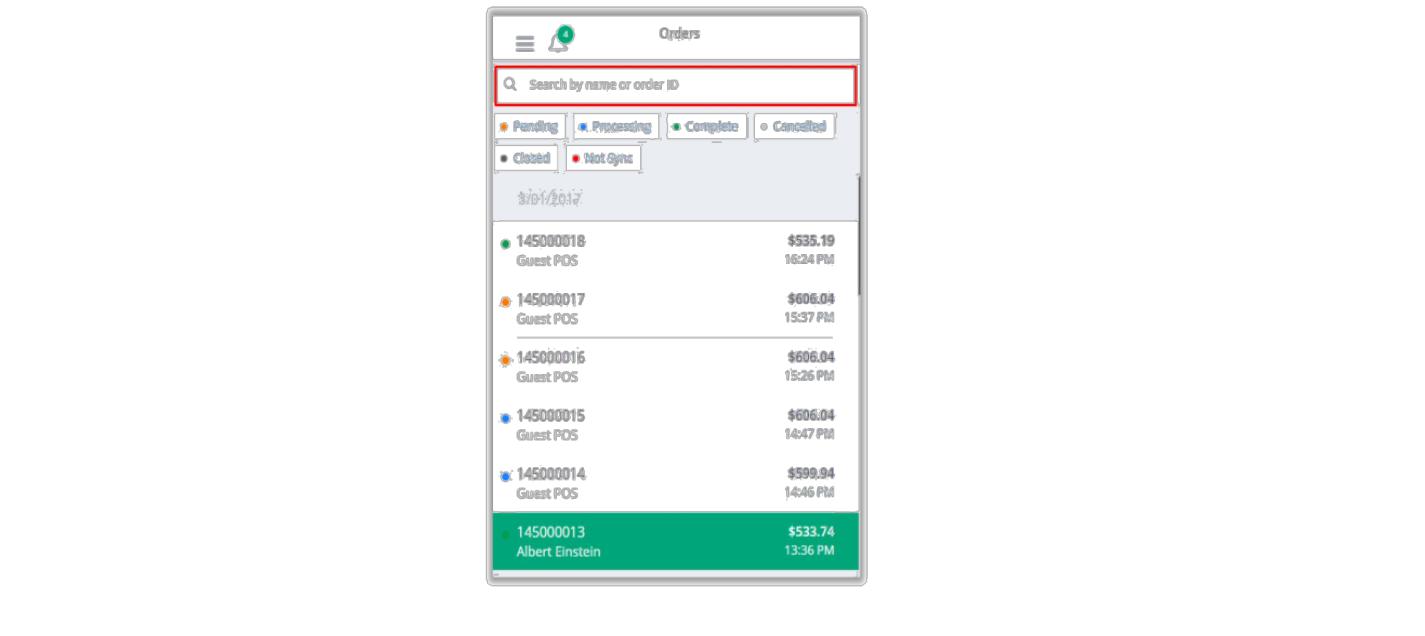 4
Orders
Search by name or order ID
Pending Processing Complete Cancelled
Closed Not Sync
3/01/2017
145000018 $535.19
Guest POS 16:24 PM
145000017 $606.04
Guest POS 15:37 PM
145000016 $606.04
Guest POS 15:26 PM
145000015 $606.04
Guest POS 14:47 PM
145000014 $599.94
Guest POS 14:46 PM
145000013 $533.74
Albert Einstein 13:36 PM